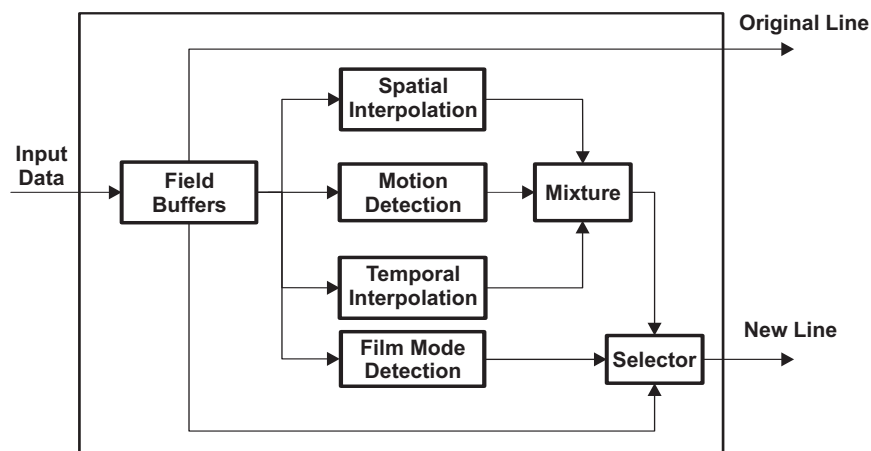 Original Line
Spatial
Interpolation
Input
Data
Field
Buffers
Motion
Detection
Mixture
Temporal
Interpolation
New Line
Film Mode
Detection
Selector